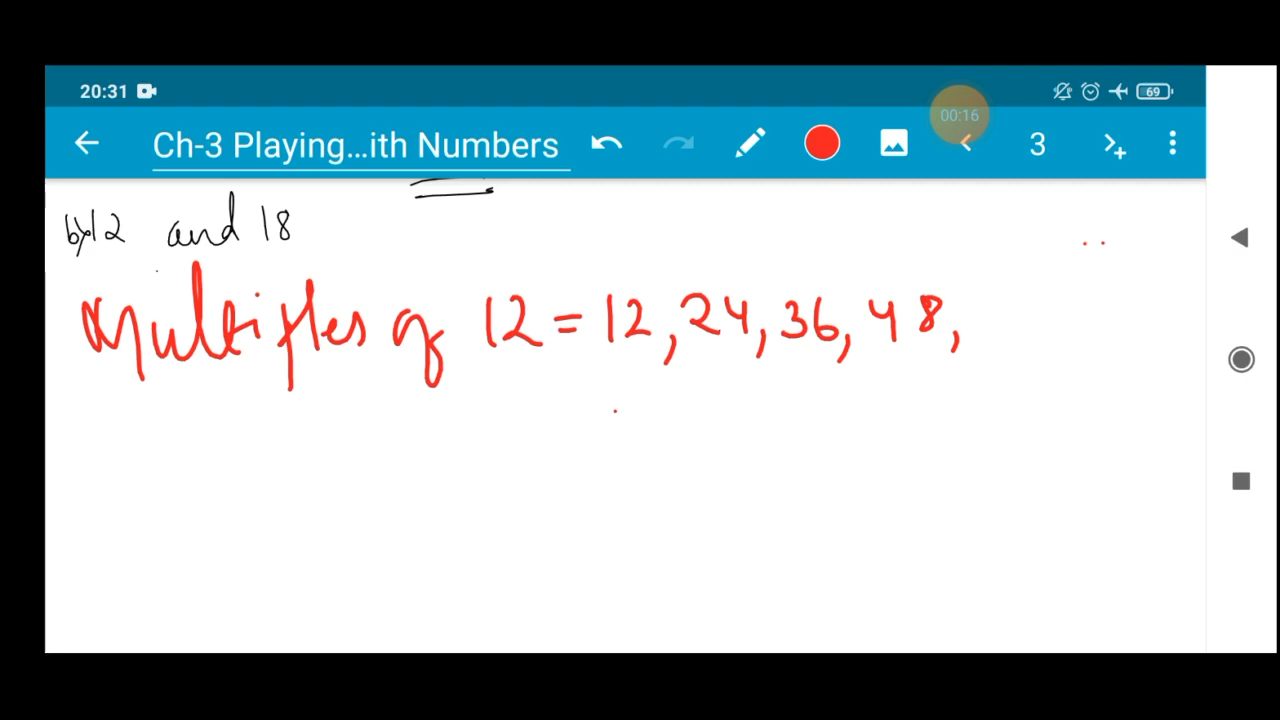 20:31
69
00:16
Ch-3 Playing...ith Numbers
3
b) 12 and 18
Multiples of 12 = 12, 24, 36, 48,